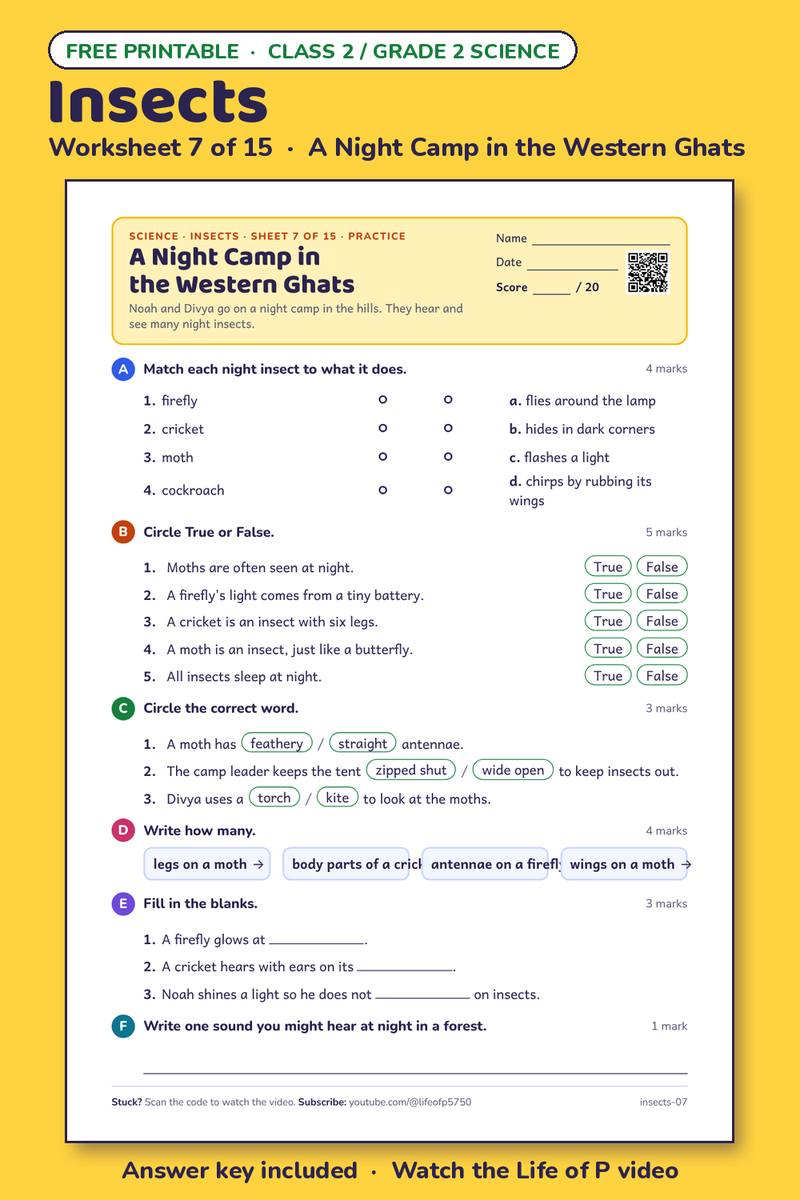 FREE PRINTABLE · CLASS 2 / GRADE 2 SCIENCE
Insects
Worksheet 7 of 15 · A Night Camp in the Western Ghats
SCIENCE · INSECTS · SHEET 7 OF 15 · PRACTICE
A Night Camp in
the Western Ghats
Noah and Divya go on a night camp in the hills. They hear and
see many night insects.
Name
Date
Score ______ / 20
A Match each night insect to what it does. 4 marks
1. firefly a. flies around the lamp
2. cricket b. hides in dark corners
3. moth c. flashes a light
4. cockroach d. chirps by rubbing its
wings
B Circle True or False. 5 marks
1. Moths are often seen at night. True False
2. A firefly's light comes from a tiny battery. True False
3. A cricket is an insect with six legs. True False
4. A moth is an insect, just like a butterfly. True False
5. All insects sleep at night. True False
C Circle the correct word. 3 marks
1. A moth has feathery / straight antennae.
2. The camp leader keeps the tent zipped shut / wide open to keep insects out.
3. Divya uses a torch / kite to look at the moths.
D Write how many. 4 marks
legs on a moth → body parts of a crick antennae on a firefly wings on a moth →
E Fill in the blanks. 3 marks
1. A firefly glows at ____________.
2. A cricket hears with ears on its ____________.
3. Noah shines a light so he does not ____________ on insects.
F Write one sound you might hear at night in a forest. 1 mark
Stuck? Scan the code to watch the video. Subscribe: youtube.com/@lifeofp5750 insects-07
Answer key included · Watch the Life of P video